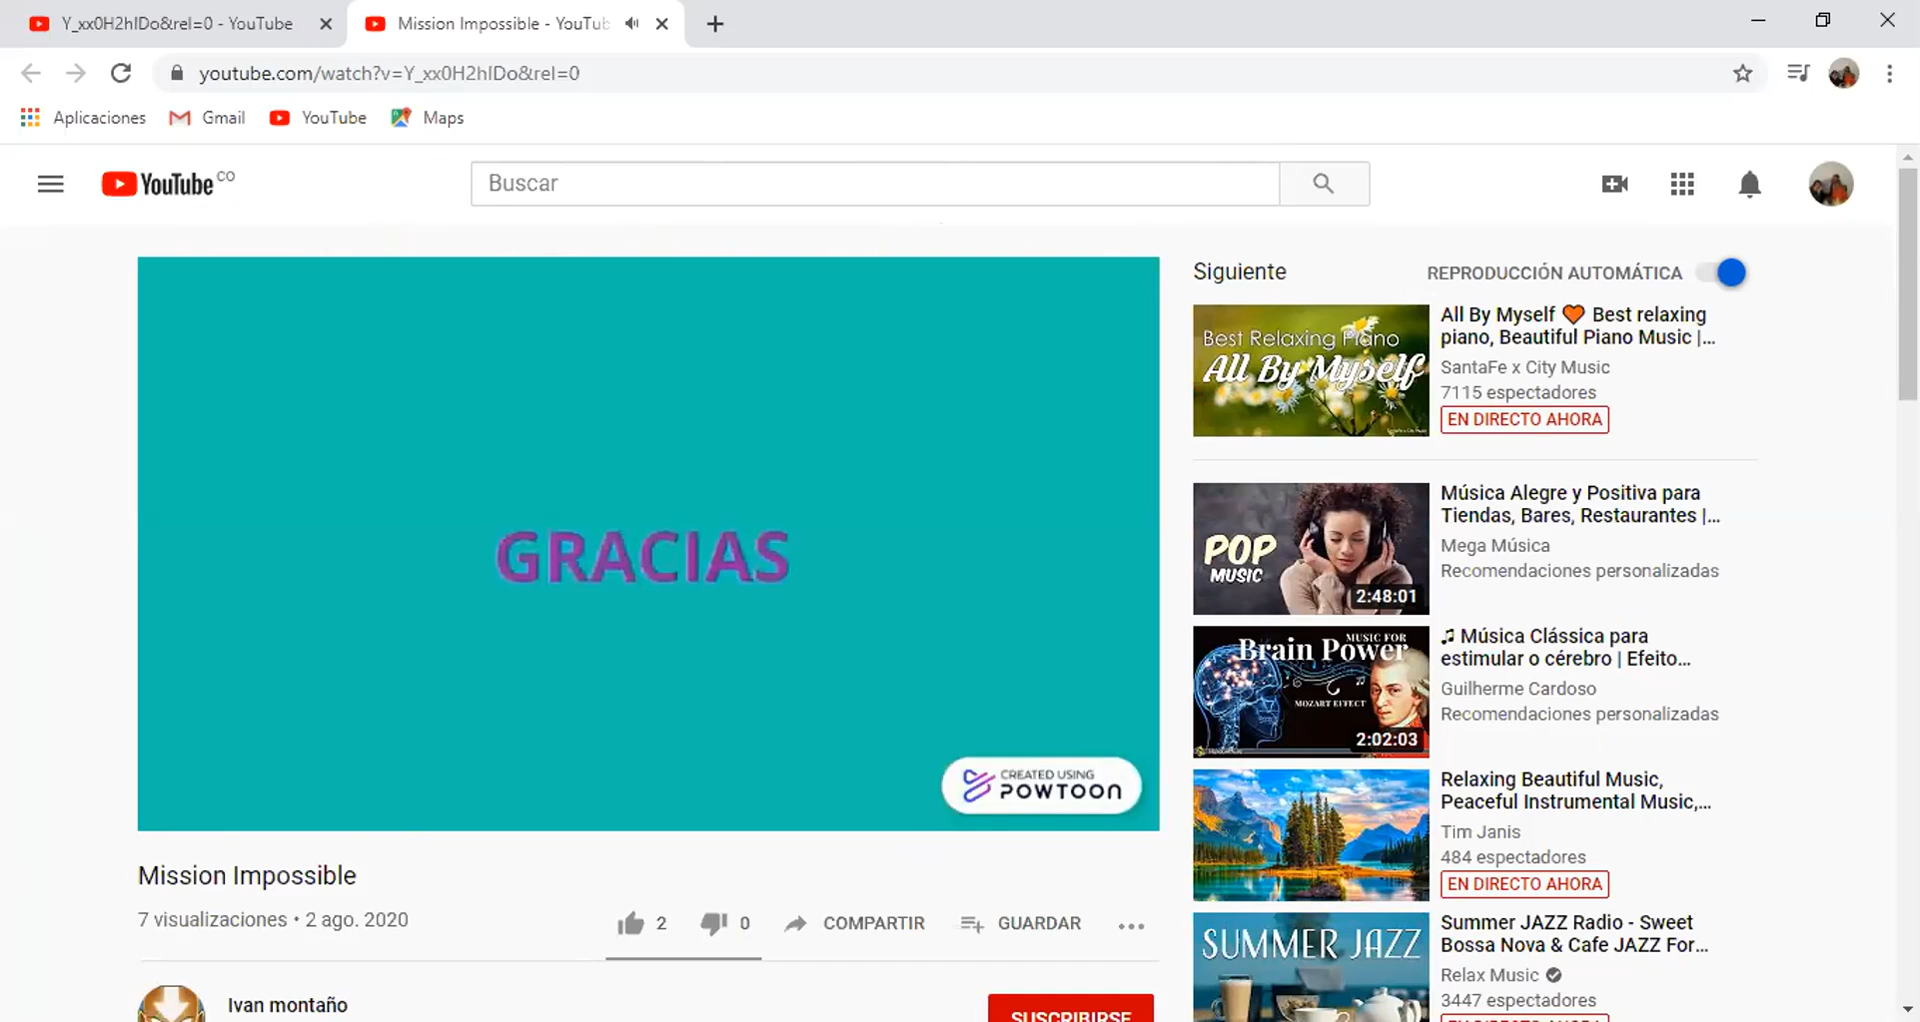 Y_xx0H2hIDo&rel=0 - YouTube
Mission Impossible - YouTub
youtube.com/watch?v=Y_xx0H2hIDo&rel=0
Aplicaciones
Gmail
YouTube
Maps
YouTube CO
Buscar
GRACIAS
CREATED USING
POWTOON
Mission Impossible
7 visualizaciones • 2 ago. 2020
2
0
COMPARTIR
GUARDAR
Ivan montaño
SUSCRIBIRSE
Siguiente
REPRODUCCIÓN AUTOMÁTICA
Best Relaxing Piano
All By Myself
All By Myself 🧡 Best relaxing
piano, Beautiful Piano Music |...
SantaFe x City Music
7115 espectadores
EN DIRECTO AHORA
POP
MUSIC
2:48:01
Música Alegre y Positiva para
Tiendas, Bares, Restaurantes |...
Mega Música
Recomendaciones personalizadas
MUSIC FOR
Brain Power
MOZART EFFECT
2:02:03
♫ Música Clássica para
estimular o cérebro | Efeito...
Guilherme Cardoso
Recomendaciones personalizadas
Relaxing Beautiful Music,
Peaceful Instrumental Music,...
Tim Janis
484 espectadores
EN DIRECTO AHORA
SUMMER JAZZ
Summer JAZZ Radio - Sweet
Bossa Nova & Cafe JAZZ For...
Relax Music
3447 espectadores
EN DIRECTO AHORA